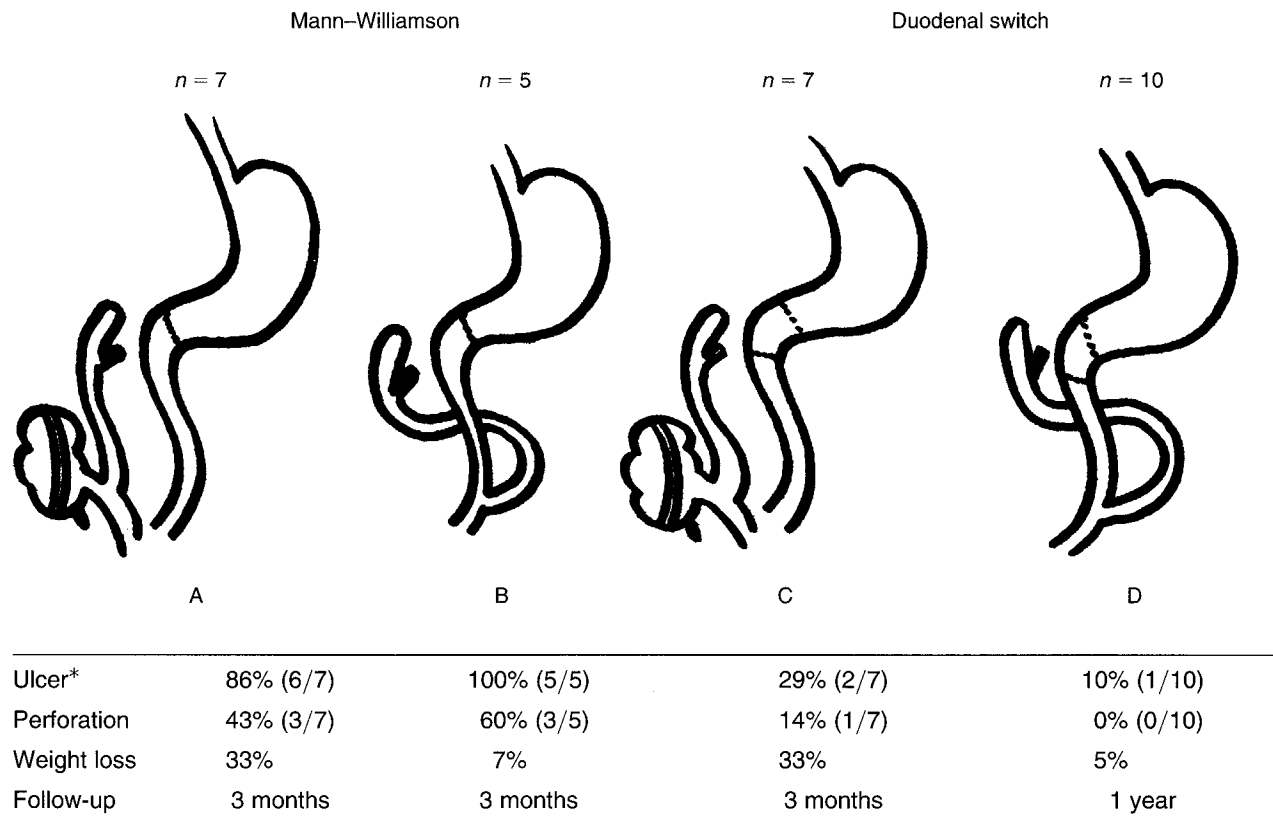 Mann–Williamson Duodenal switch
n = 7 n = 5 n = 7 n = 10
A B C D
Ulcer* 86% (6/7) 100% (5/5) 29% (2/7) 10% (1/10)
Perforation 43% (3/7) 60% (3/5) 14% (1/7) 0% (0/10)
Weight loss 33% 7% 33% 5%
Follow-up 3 months 3 months 3 months 1 year